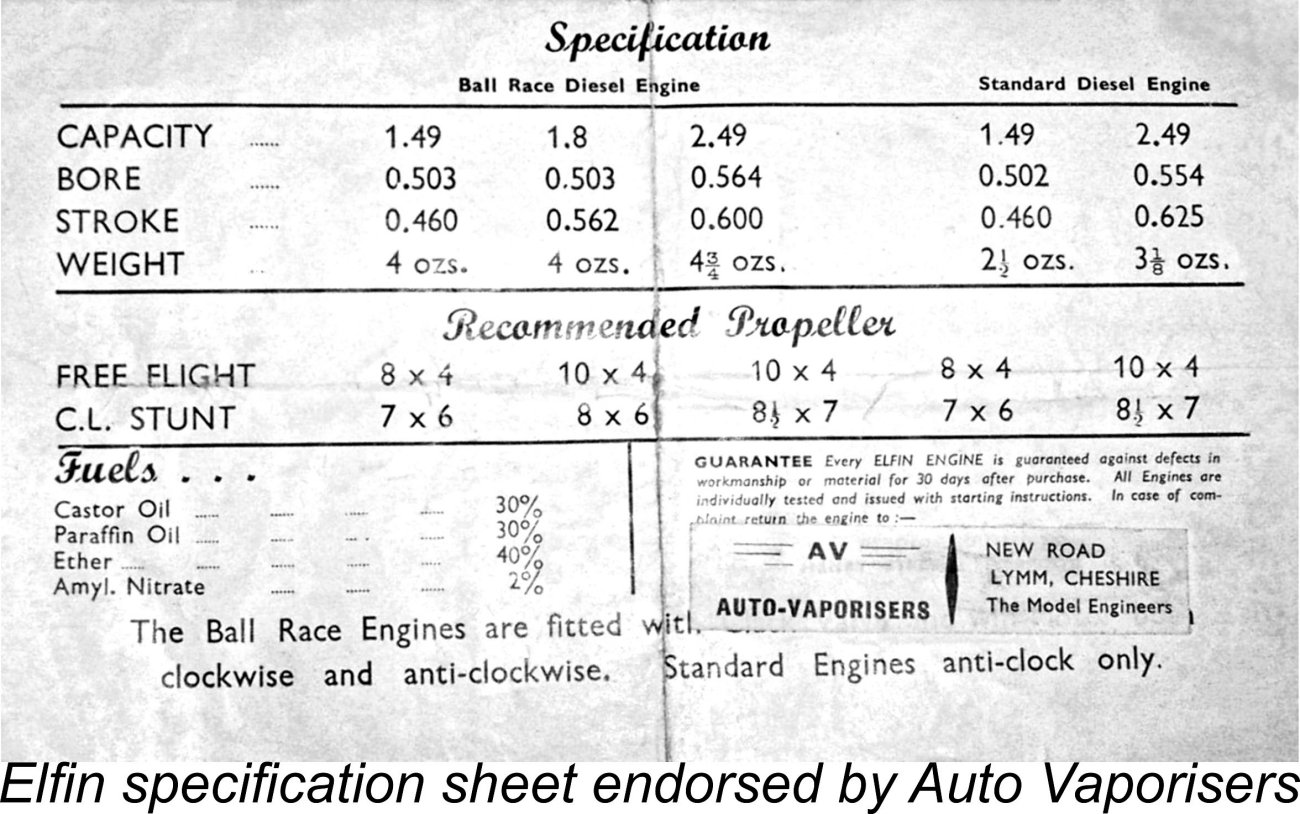 Specification
Ball Race Diesel Engine Standard Diesel Engine
CAPACITY ...... 1.49 1.8 2.49 1.49 2.49
BORE ...... 0.503 0.503 0.564 0.502 0.554
STROKE ...... 0.460 0.562 0.600 0.460 0.625
WEIGHT .. 4 ozs. 4 ozs. 4¾ ozs. 2½ ozs. 3⅛ ozs.
Recommended Propeller
FREE FLIGHT 8 x 4 10 x 4 10 x 4 8 x 4 10 x 4
C.L. STUNT 7 x 6 8 x 6 8½ x 7 7 x 6 8½ x 7
Fuels . . .
Castor Oil ...... ...... ...... ...... 30%
Paraffin Oil ...... ...... ...... ...... 30%
Ether ...... ...... ...... ...... ...... 40%
Amyl. Nitrate ...... ...... ...... 2%
GUARANTEE Every ELFIN ENGINE is guaranteed against defects in
workmanship or material for 30 days after purchase. All Engines are
individually tested and issued with starting instructions. In case of com-
plaint return the engine to :—
AV
AUTO-VAPORISERS
NEW ROAD
LYMM, CHESHIRE
The Model Engineers
The Ball Race Engines are fitted with
clockwise and anti-clockwise. Standard Engines anti-clock only.
Elfin specification sheet endorsed by Auto Vaporisers